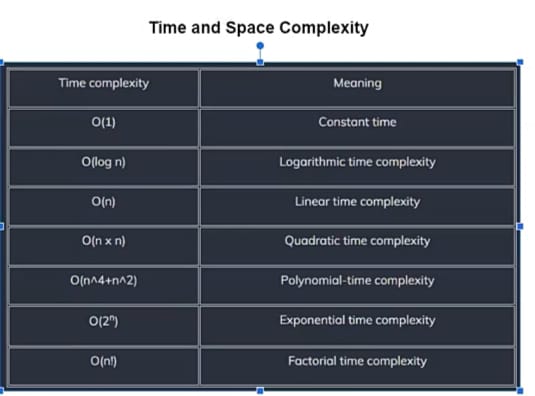 Time and Space Complexity
Time complexity Meaning
O(1) Constant time
O(log n) Logarithmic time complexity
O(n) Linear time complexity
O(n x n) Quadratic time complexity
O(n^4+n^2) Polynomial-time complexity
O(2ⁿ) Exponential time complexity
O(n!) Factorial time complexity